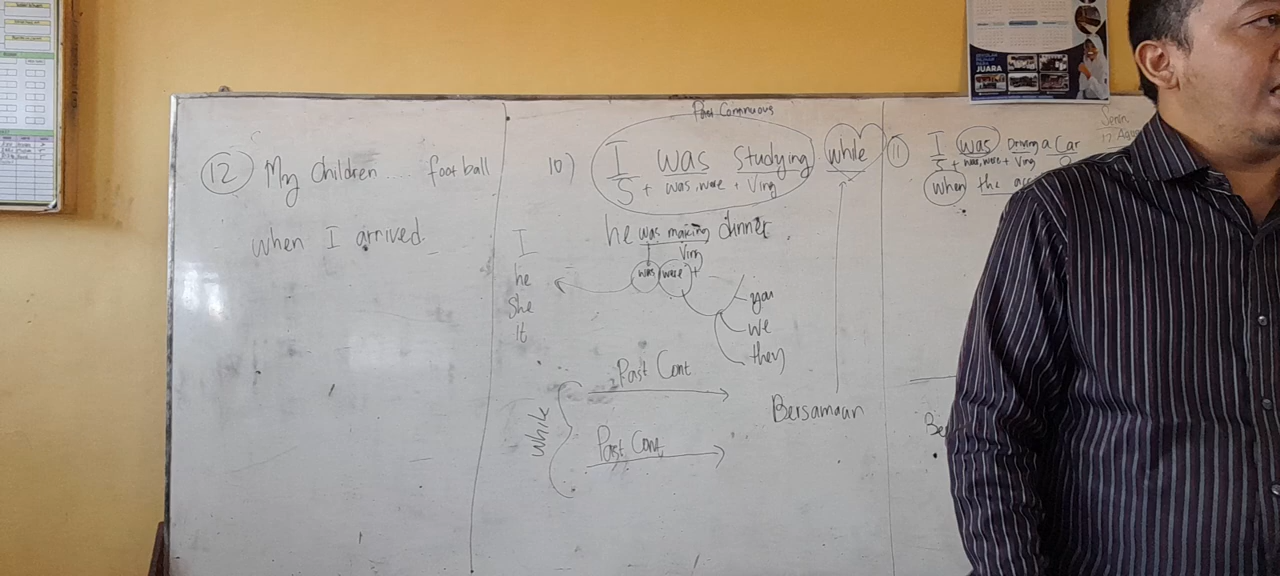 12 My children .... football
when I arrived.
Past Continuous
10) I was studying while
S + was, were + Ving
he was making dinner.
Ving
was were +
I
he
she
It
you
we
they
while
Past Cont
Past Cont
Bersamaan
11 I was Driving a Car
S + was, were + Ving
when the
Senin
17
JUARA